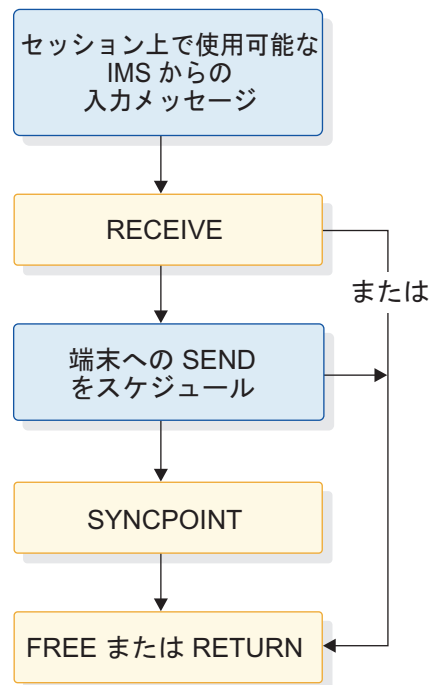 セッション上で使用可能な
IMS からの
入力メッセージ
RECEIVE
または
端末への SEND
をスケジュール
SYNCPOINT
FREE または RETURN